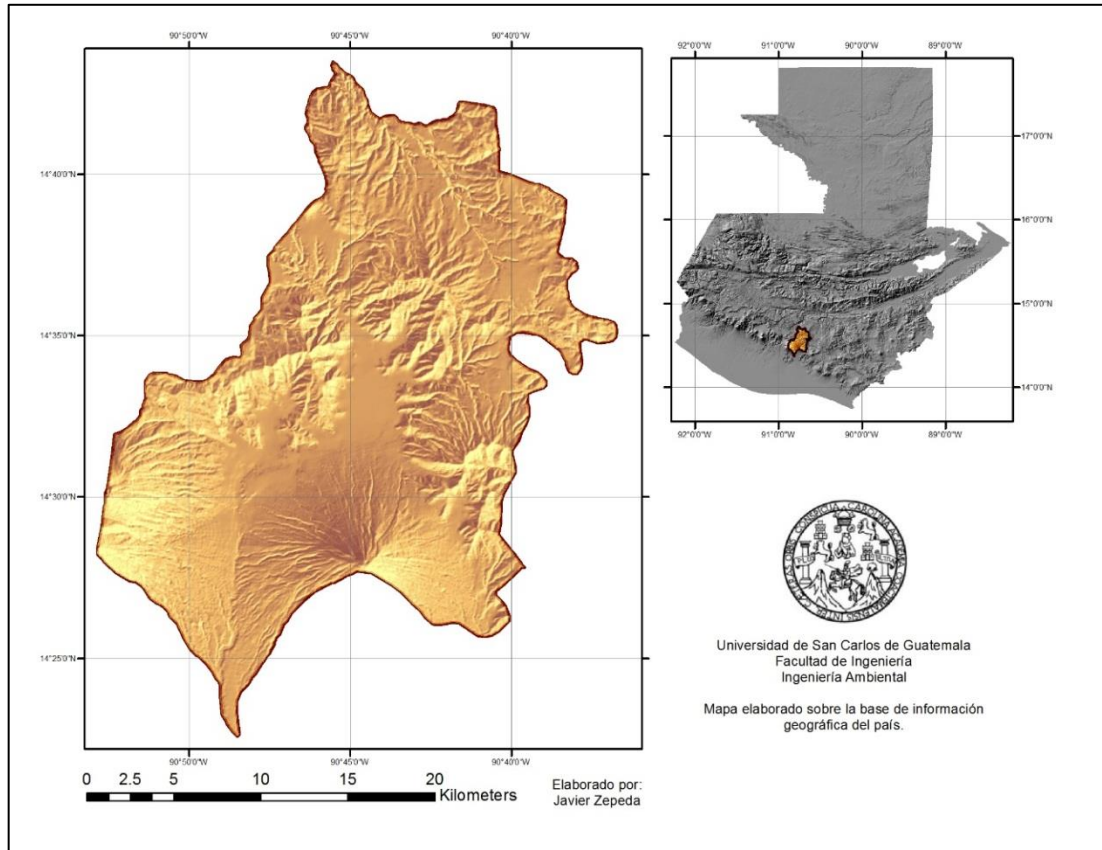 90°50'0"W 90°45'0"W 90°40'0"W
14°40'0"N
14°35'0"N
14°30'0"N
14°25'0"N
90°50'0"W 90°45'0"W 90°40'0"W
0 2.5 5 10 15 20
Kilometers
Elaborado por:
Javier Zepeda
92°0'0"W 91°0'0"W 90°0'0"W 89°0'0"W
17°0'0"N
16°0'0"N
15°0'0"N
14°0'0"N
92°0'0"W 91°0'0"W 90°0'0"W 89°0'0"W
Universidad de San Carlos de Guatemala
Facultad de Ingeniería
Ingeniería Ambiental
Mapa elaborado sobre la base de información
geográfica del país.